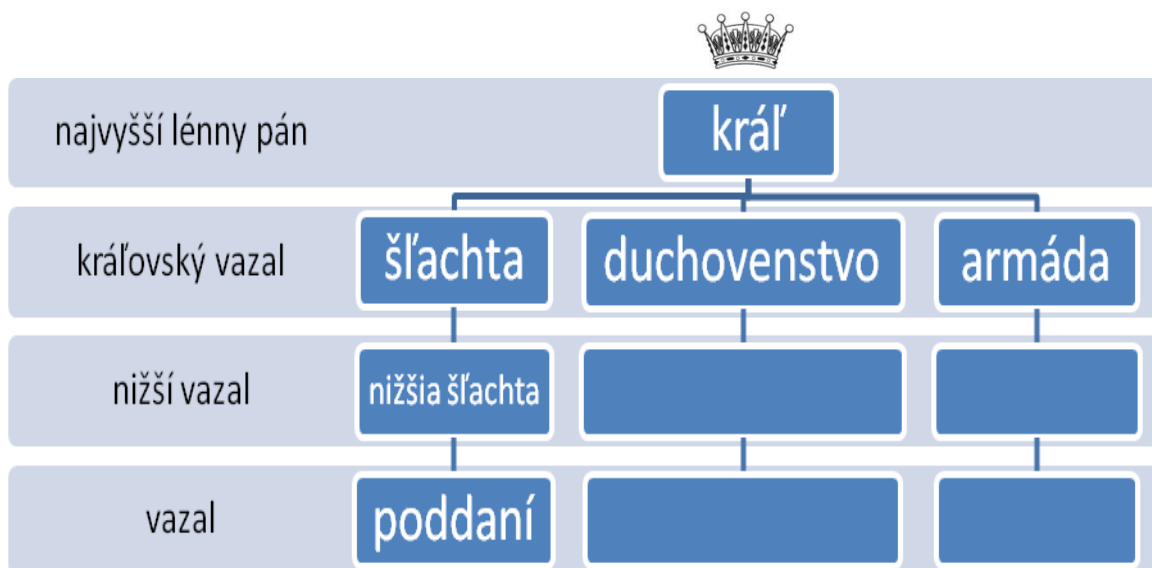 najvyšší lénny pán
kráľ
kráľovský vazal
šľachta
duchovenstvo
armáda
nižší vazal
nižšia šľachta
vazal
poddaní